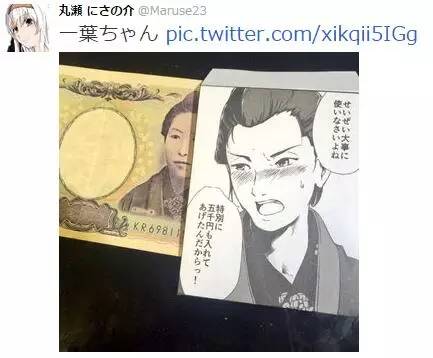 丸瀬 にさの介 @Maruse23
一葉ちゃん pic.twitter.com/xikqii5IGg
せいぜい大事に
使いなさいよね
特別に
五千円も入れて
あげたんだからっ!